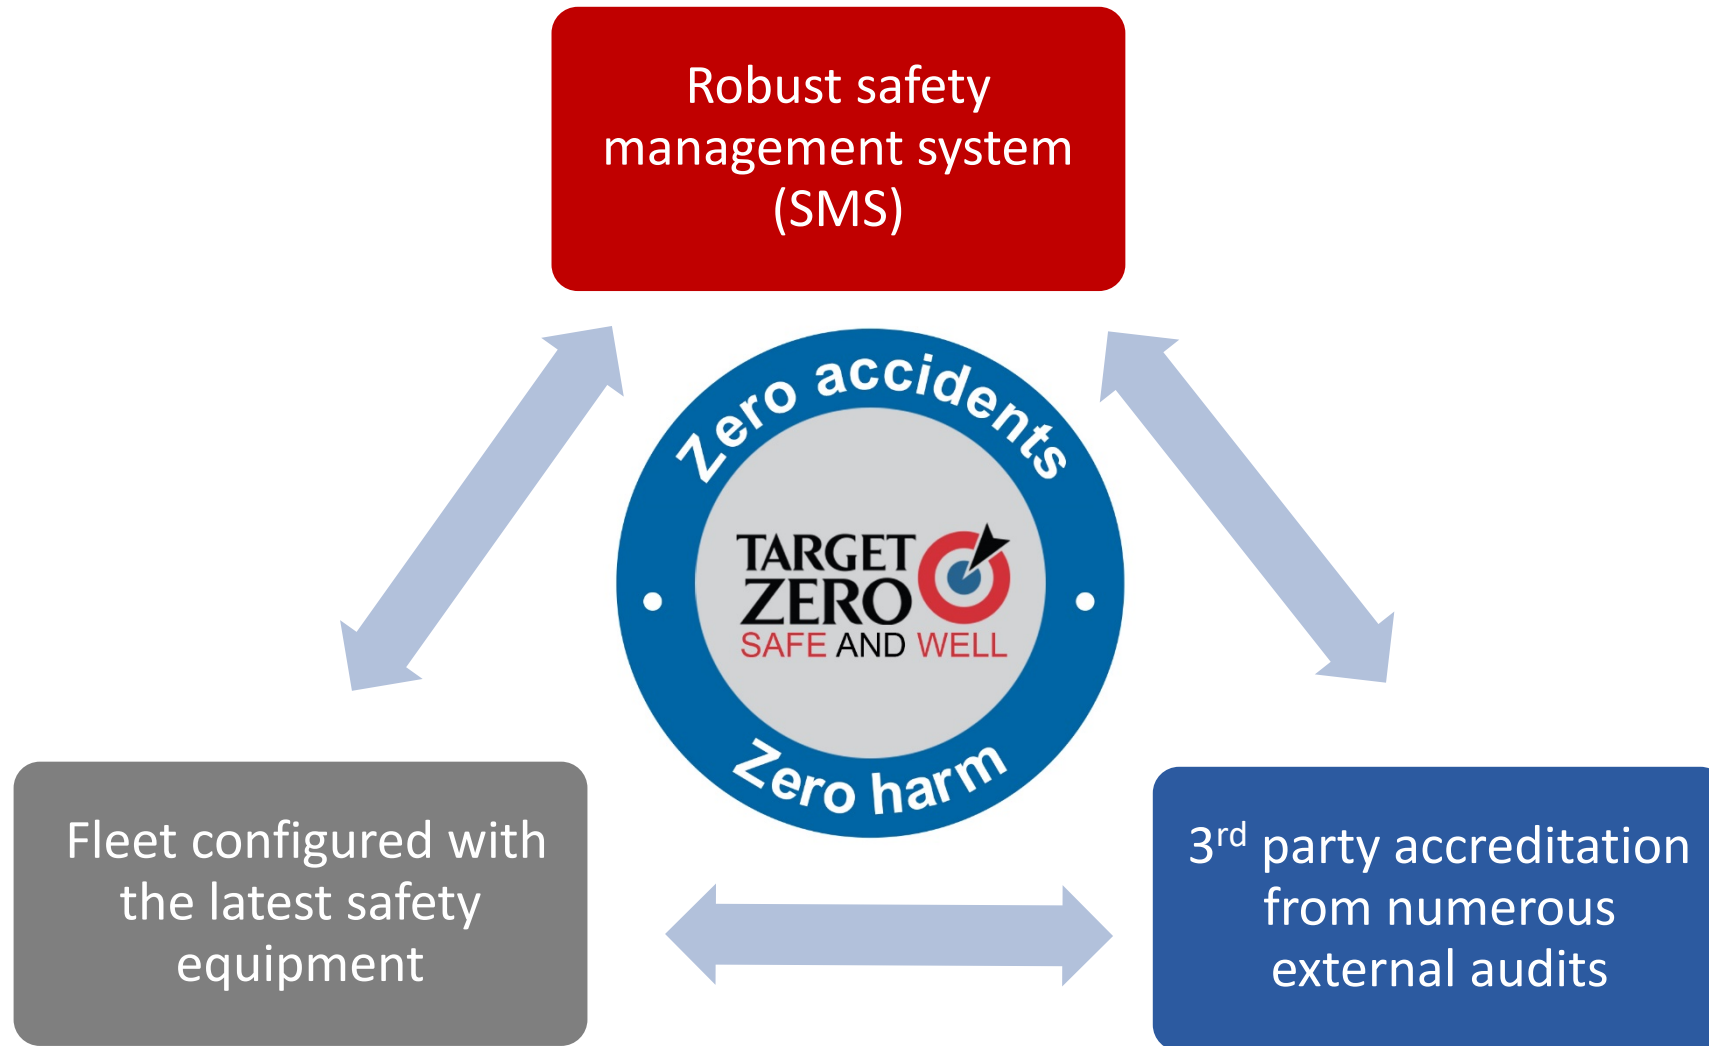 Robust safety
management system
(SMS)
Zero accidents
TARGET
ZERO
SAFE AND WELL
Zero harm
Fleet configured with
the latest safety
equipment
3rd party accreditation
from numerous
external audits